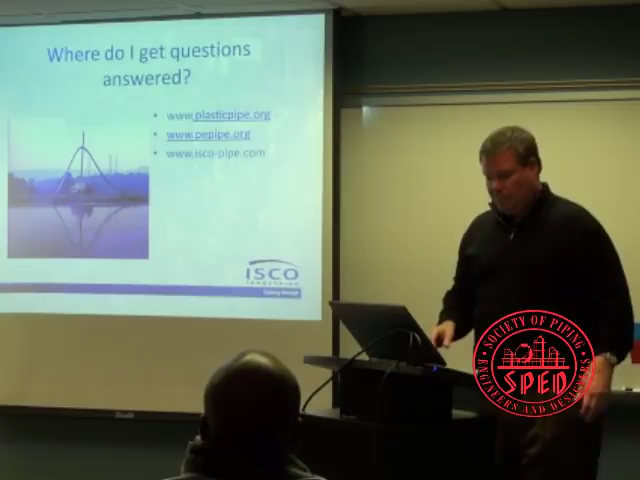 Where do I get questions
answered?
• www.plasticpipe.org
• www.pepipe.org
• www.isco-pipe.com
ISCO
INDUSTRIES
SOCIETY OF PIPING
SPED
ENGINEERS AND DESIGNERS